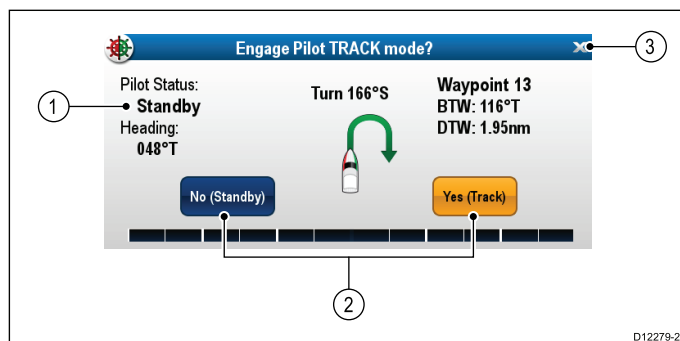 Engage Pilot TRACK mode?
3
Pilot Status:
Standby
Heading:
048°T
1
Turn 166°S
Waypoint 13
BTW: 116°T
DTW: 1.95nm
No (Standby)
Yes (Track)
2
D12279-2